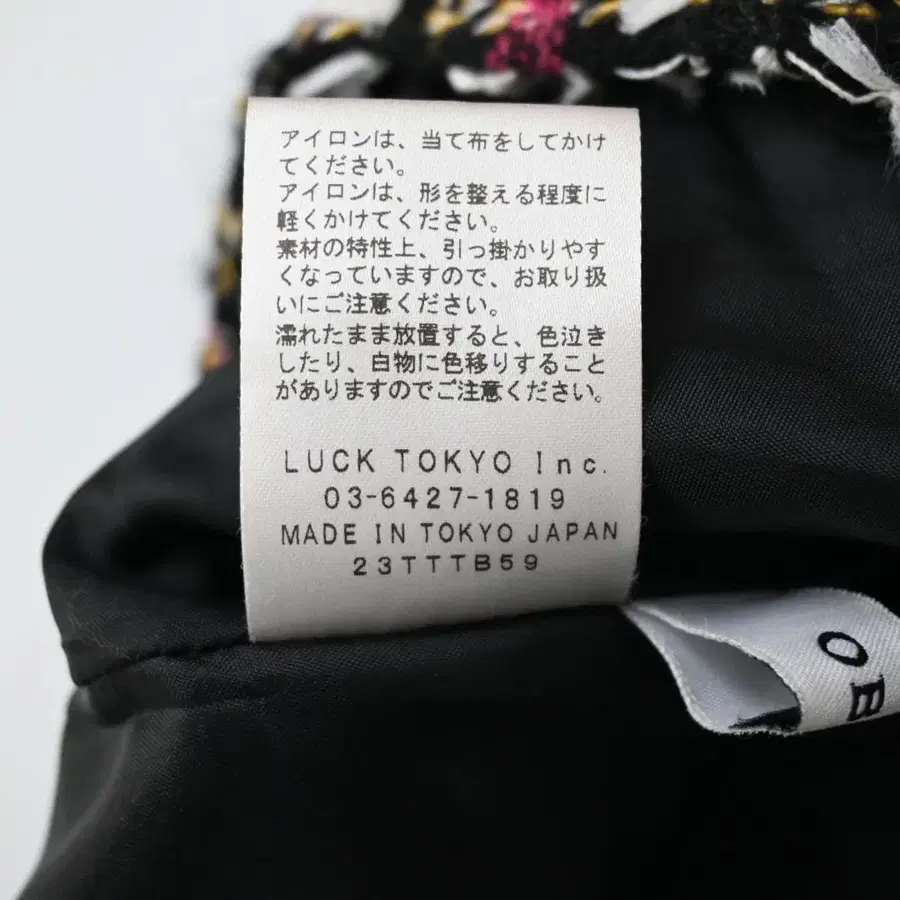 アイロンは、当て布をしてかけ
てください。
アイロンは、形を整える程度に
軽くかけてください。
素材の特性上、引っ掛かりやす
くなっていますので、お取り扱
いにご注意ください。
濡れたまま放置すると、色泣き
したり、白物に色移りすること
がありますのでご注意ください。
LUCK TOKYO Inc.
03-6427-1819
MADE IN TOKYO JAPAN
23TTTB59
OB